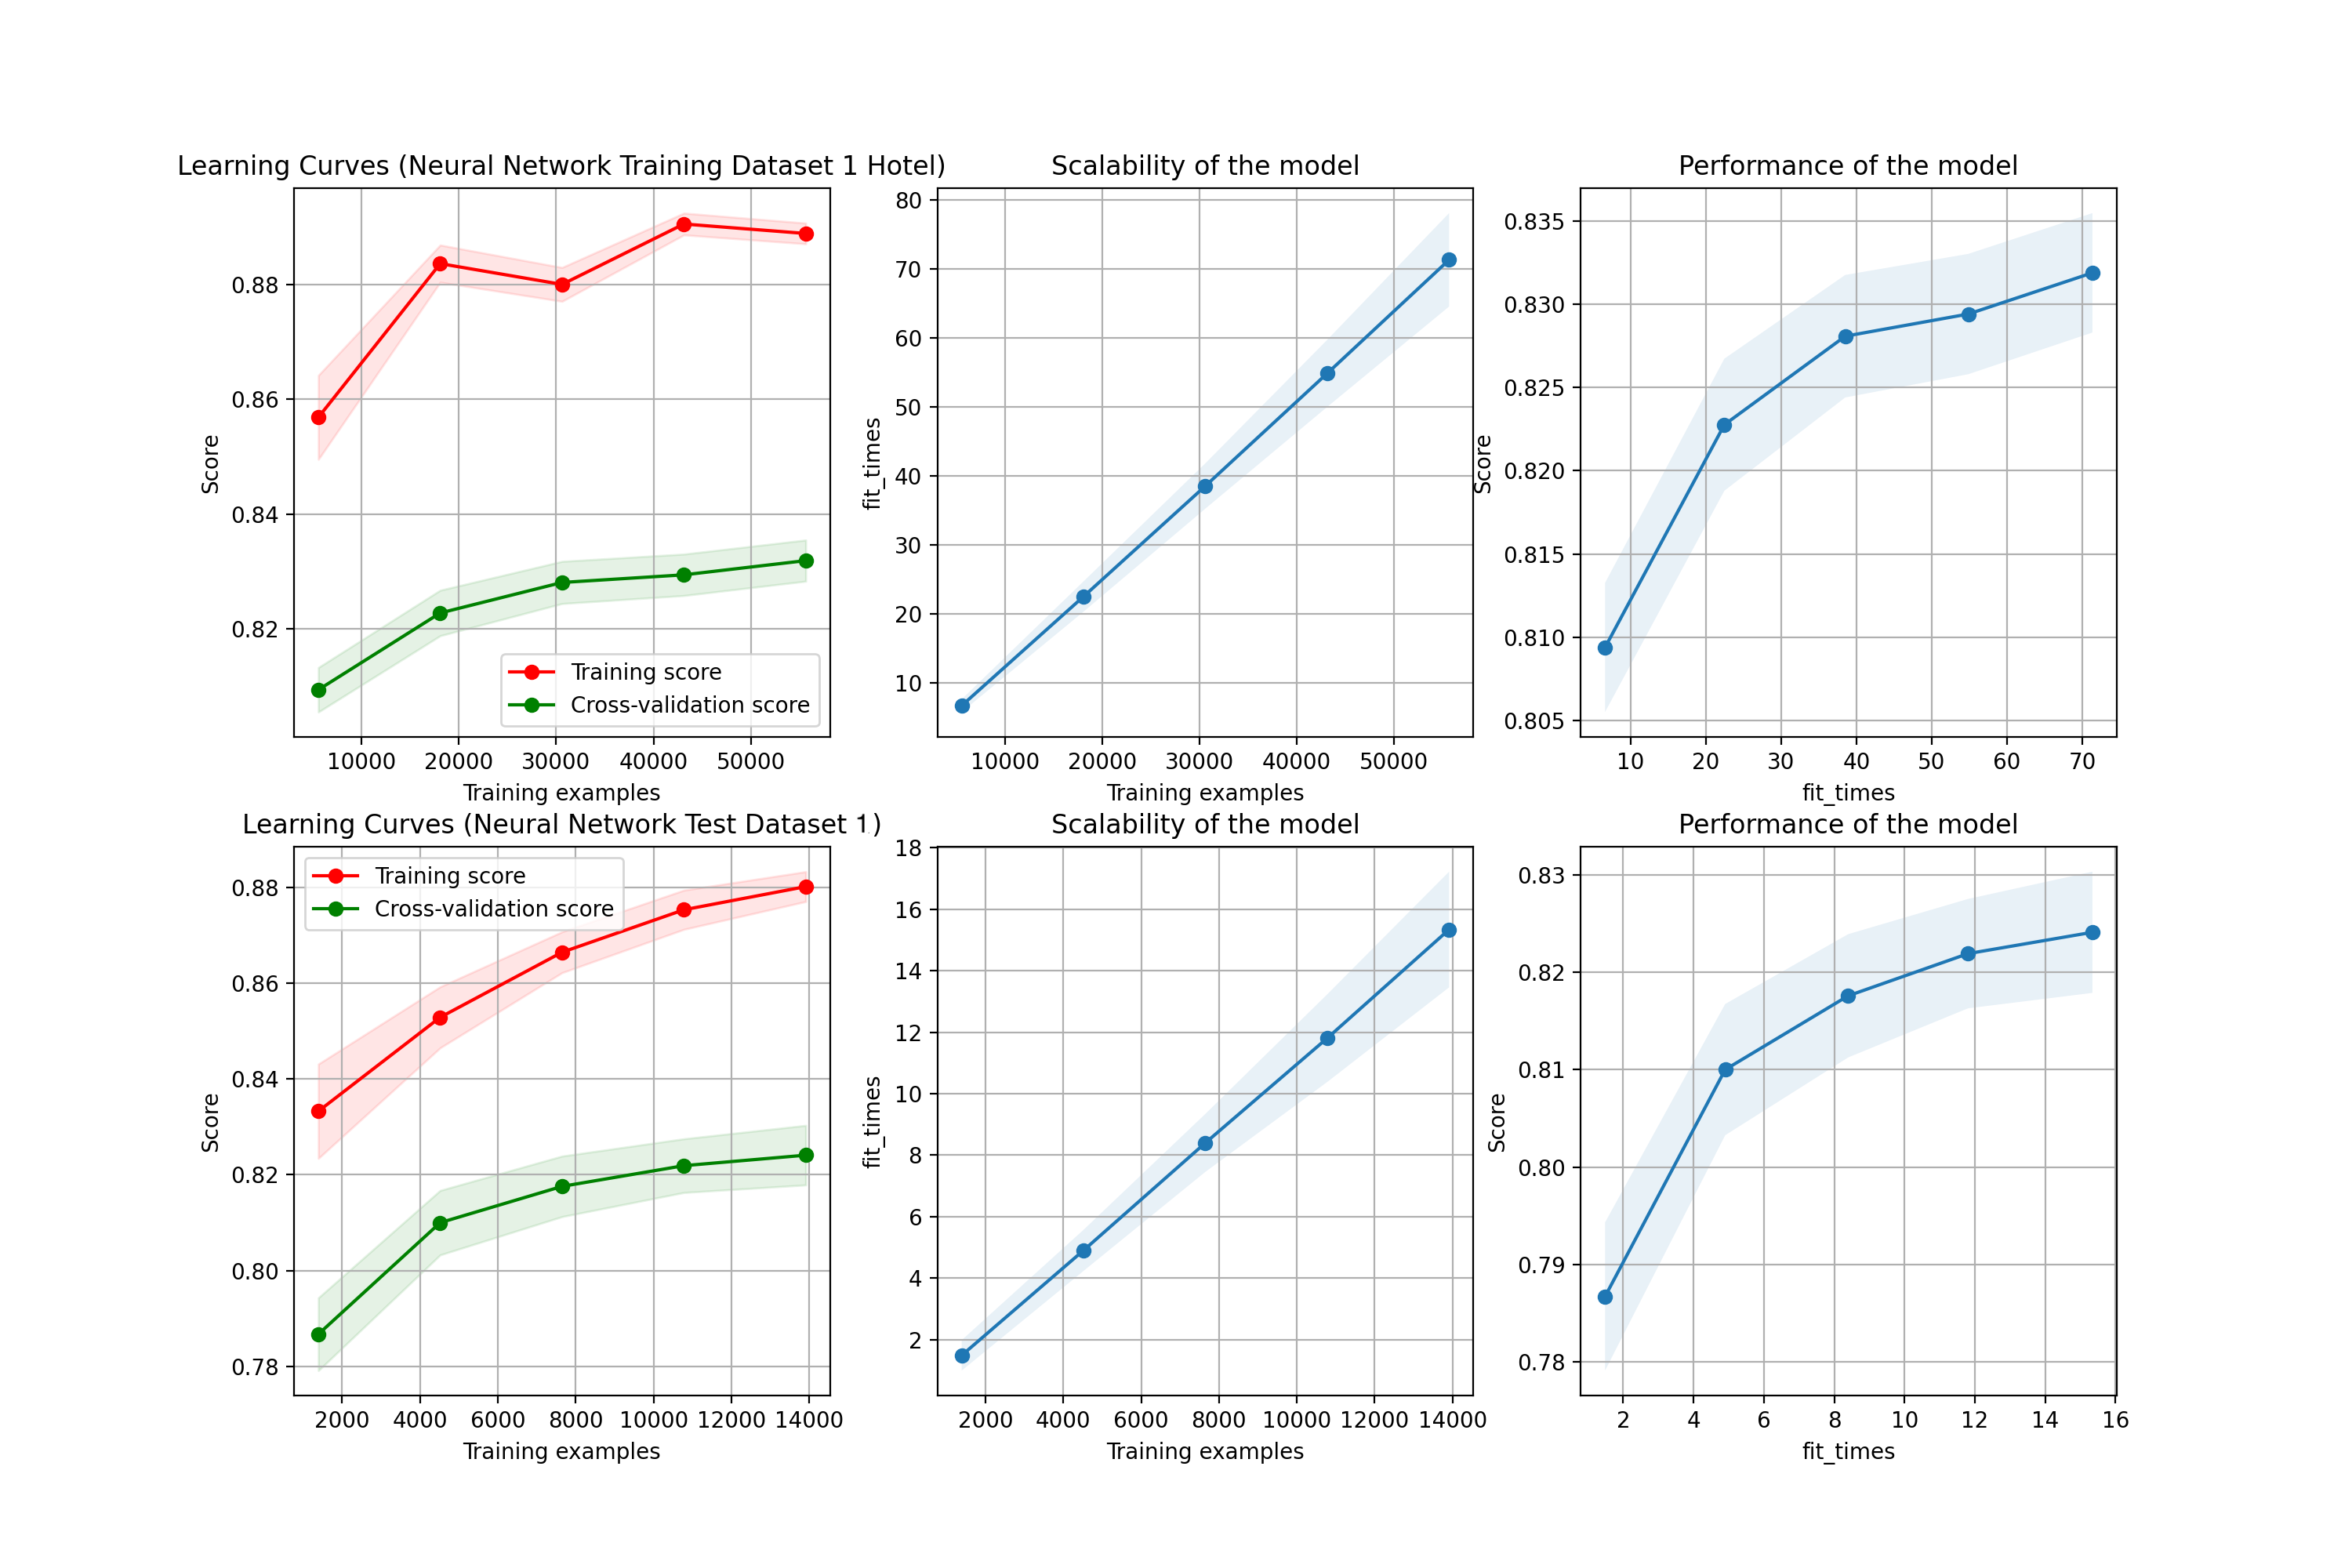 Learning Curves (Neural Network Training Dataset 1 Hotel)
Score
0.88
0.86
0.84
0.82
10000 20000 30000 40000 50000
Training examples
Training score
Cross-validation score
Scalability of the model
fit_times
80
70
60
50
40
30
20
10
10000 20000 30000 40000 50000
Training examples
Performance of the model
Score
0.835
0.830
0.825
0.820
0.815
0.810
0.805
10 20 30 40 50 60 70
fit_times
Learning Curves (Neural Network Test Dataset 1)
Score
Training score
Cross-validation score
0.88
0.86
0.84
0.82
0.80
0.78
2000 4000 6000 8000 10000 12000 14000
Training examples
Scalability of the model
fit_times
18
16
14
12
10
8
6
4
2
2000 4000 6000 8000 10000 12000 14000
Training examples
Performance of the model
Score
0.83
0.82
0.81
0.80
0.79
0.78
2 4 6 8 10 12 14 16
fit_times